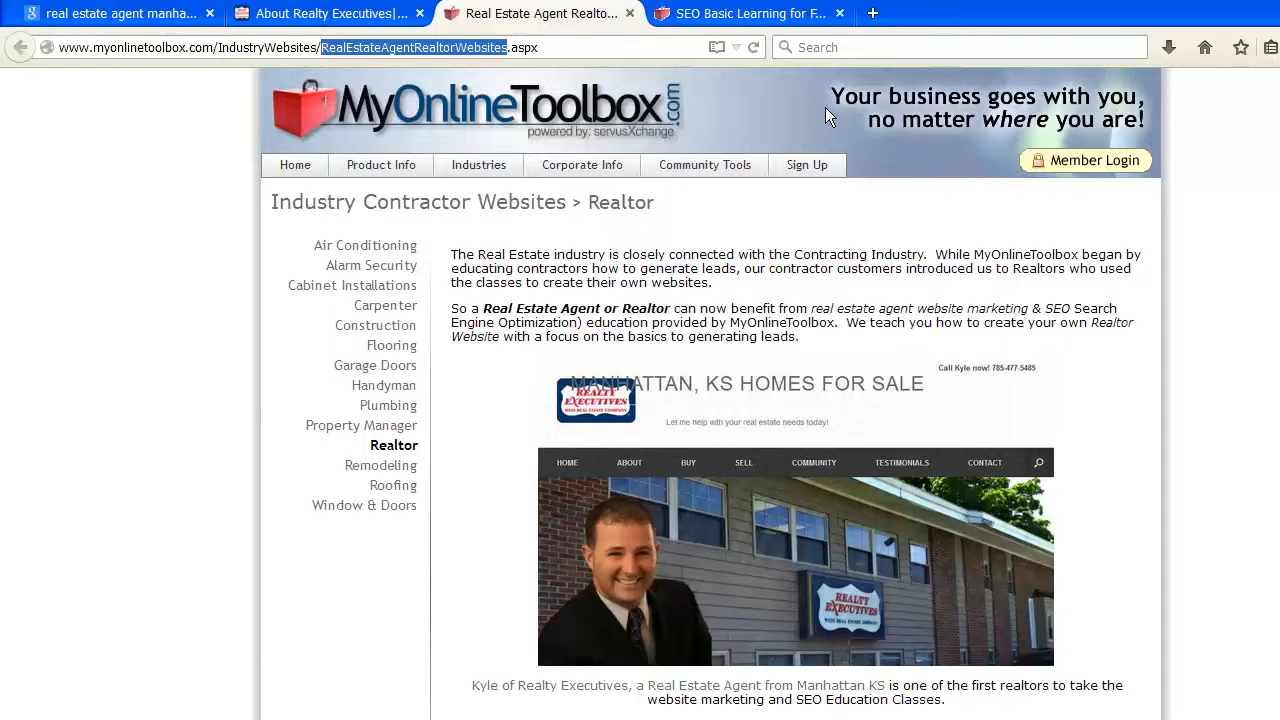 real estate agent manha...
About Realty Executives|...
Real Estate Agent Realto...
SEO Basic Learning for F...
www.myonlinetoolbox.com/IndustryWebsites/RealEstateAgentRealtorWebsites.aspx
Search
MyOnlineToolbox.com
powered by: servusXchange
Your business goes with you,
no matter where you are!
Member Login
Home
Product Info
Industries
Corporate Info
Community Tools
Sign Up
Industry Contractor Websites > Realtor
Air Conditioning
Alarm Security
Cabinet Installations
Carpenter
Construction
Flooring
Garage Doors
Handyman
Plumbing
Property Manager
Realtor
Remodeling
Roofing
Window & Doors
The Real Estate industry is closely connected with the Contracting Industry. While MyOnlineToolbox began by
educating contractors how to generate leads, our contractor customers introduced us to Realtors who used
the classes to create their own websites.
So a Real Estate Agent or Realtor can now benefit from real estate agent website marketing & SEO Search
Engine Optimization) education provided by MyOnlineToolbox. We teach you how to create your own Realtor
Website with a focus on the basics to generating leads.
Call Kyle now! 785-477-5485
MANHATTAN, KS HOMES FOR SALE
REALTY
EXECUTIVES
Let me help with your real estate needs today!
HOME
ABOUT
BUY
SELL
COMMUNITY
TESTIMONIALS
CONTACT
REALTY
EXECUTIVES
Kyle of Realty Executives, a Real Estate Agent from Manhattan KS is one of the first realtors to take the
website marketing and SEO Education Classes.